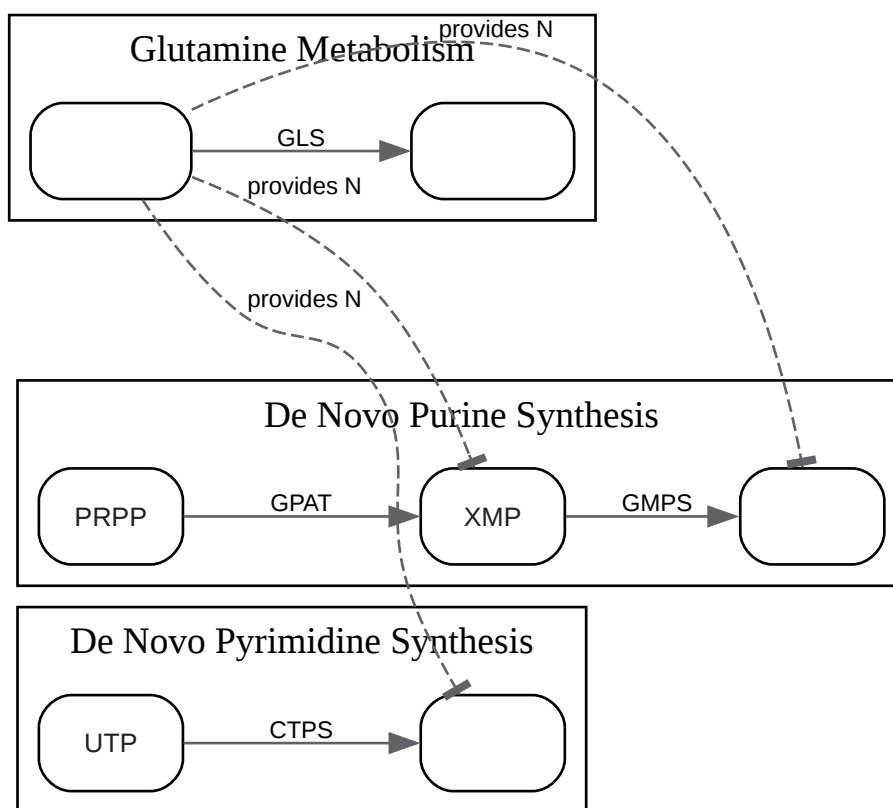 provides N
Glutamine Metabolism
GLS
provides N
provides N
De Novo Purine Synthesis
PRPP
GPAT
XMP
GMPS
De Novo Pyrimidine Synthesis
UTP
CTPS